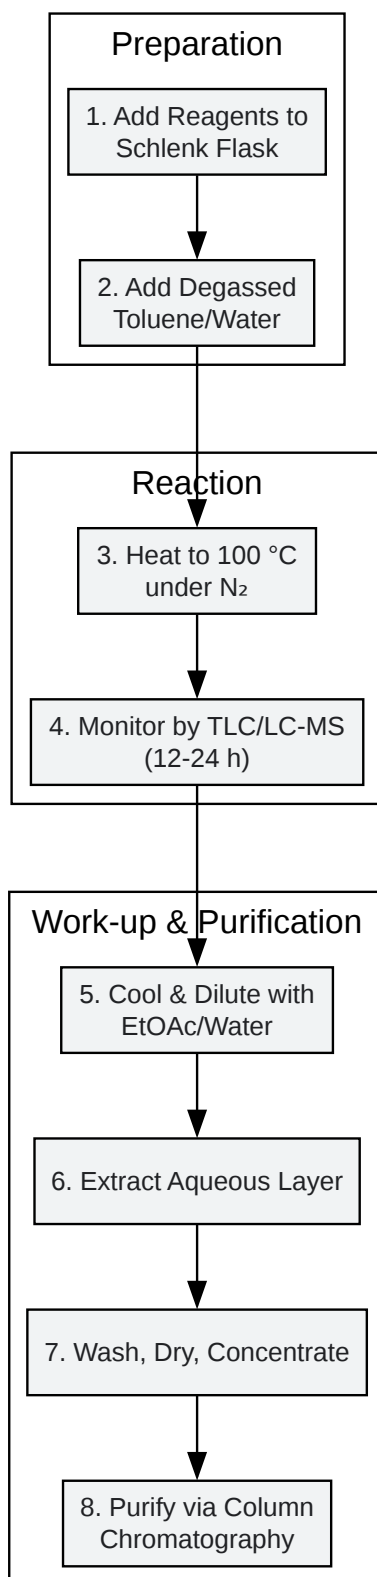 Preparation
1. Add Reagents to
Schlenk Flask
2. Add Degassed
Toluene/Water
Reaction
3. Heat to 100 °C
under N₂
4. Monitor by TLC/LC-MS
(12-24 h)
Work-up & Purification
5. Cool & Dilute with
EtOAc/Water
6. Extract Aqueous Layer
7. Wash, Dry, Concentrate
8. Purify via Column
Chromatography